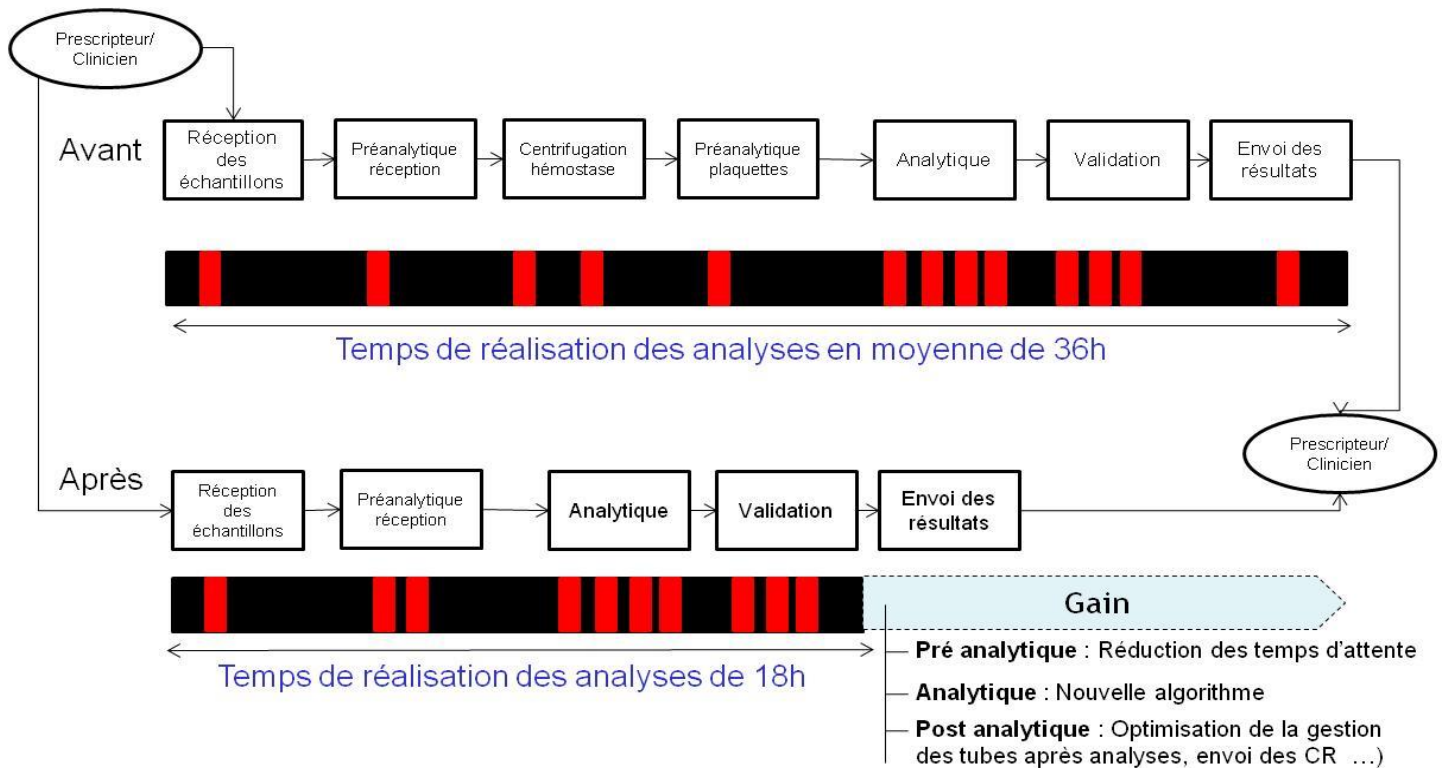 Prescripteur/
Clinicien
Avant
Réception
des
échantillons
Préanalytique
réception
Centrifugation
hémostase
Préanalytique
plaquettes
Analytique
Validation
Envoi des
résultats
Temps de réalisation des analyses en moyenne de 36h
Prescripteur/
Clinicien
Après
Réception
des
échantillons
Préanalytique
réception
Analytique
Validation
Envoi des
résultats
Gain
Temps de réalisation des analyses de 18h
Pré analytique : Réduction des temps d'attente
Analytique : Nouvelle algorithme
Post analytique : Optimisation de la gestion
des tubes après analyses, envoi des CR …)